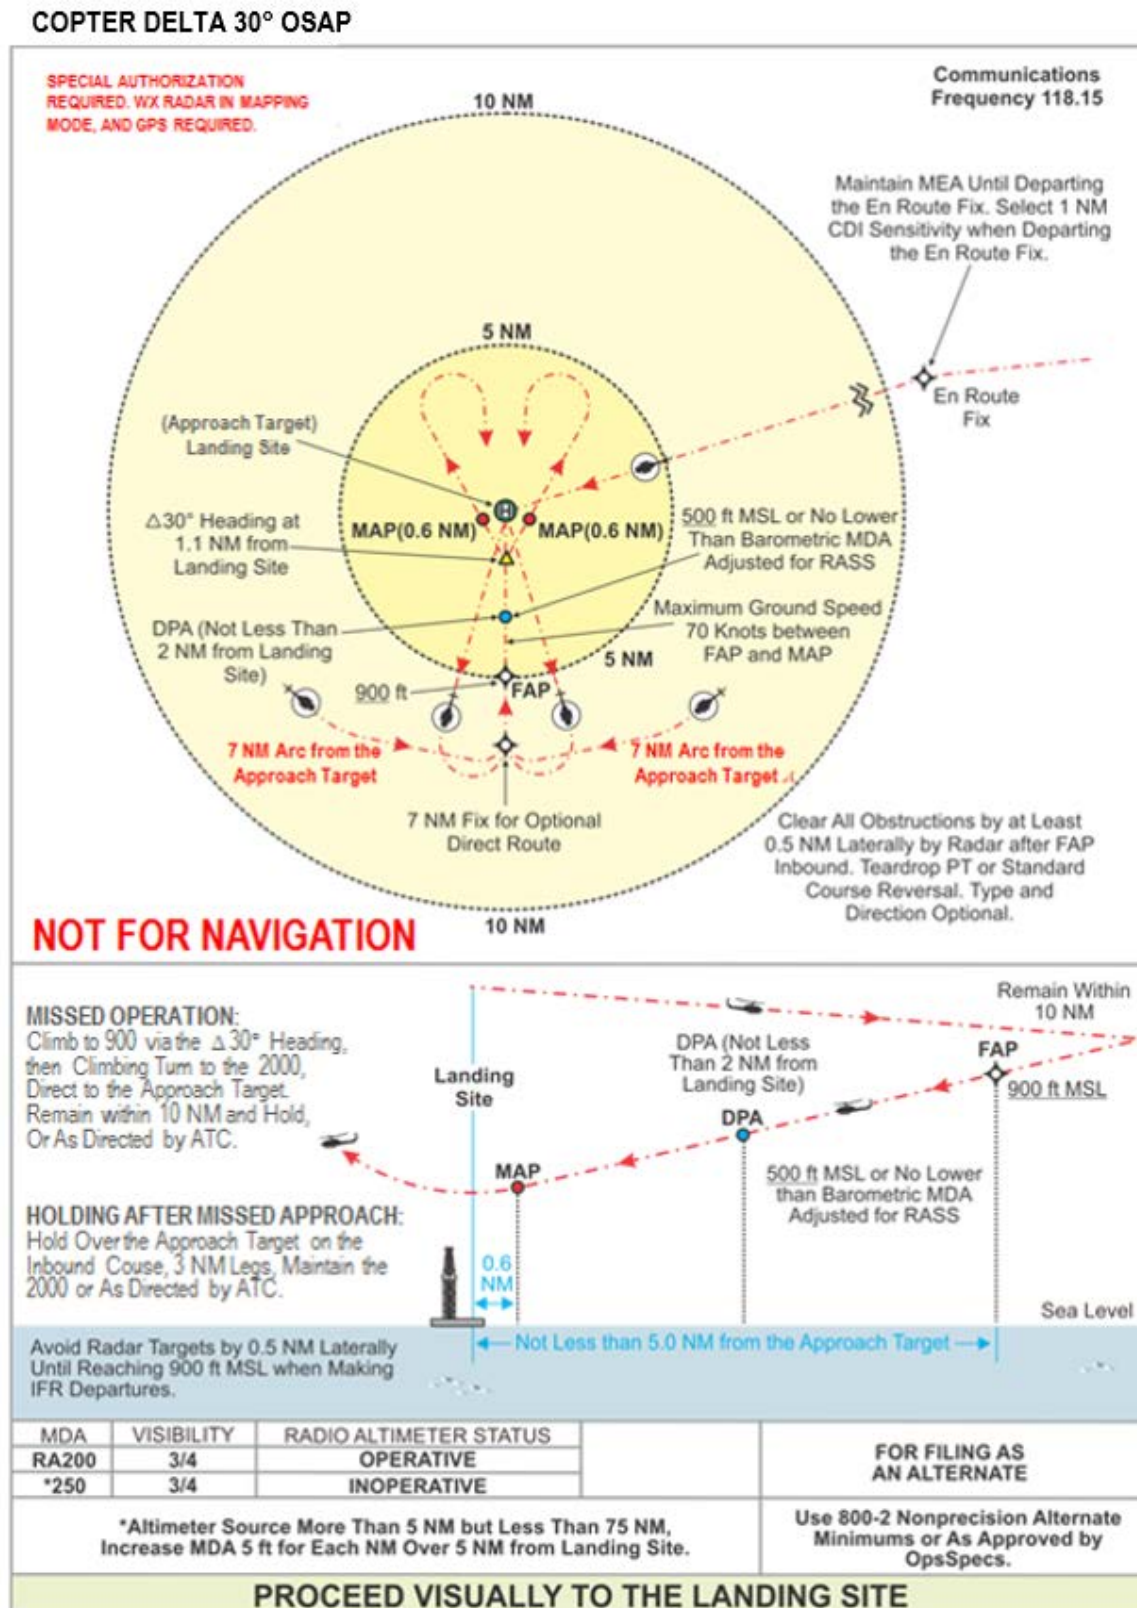 COPTER DELTA 30° OSAP
SPECIAL AUTHORIZATION
REQUIRED. WX RADAR IN MAPPING
MODE, AND GPS REQUIRED.
Communications
Frequency 118.15
10 NM
Maintain MEA Until Departing
the En Route Fix. Select 1 NM
CDI Sensitivity when Departing
the En Route Fix.
5 NM
En Route
Fix
(Approach Target)
Landing Site
MAP(0.6 NM)
MAP(0.6 NM)
Δ30° Heading at
1.1 NM from
Landing Site
500 ft MSL or No Lower
Than Barometric MDA
Adjusted for RASS
DPA (Not Less Than
2 NM from Landing
Site)
Maximum Ground Speed
70 Knots between
FAP and MAP
5 NM
900 ft
FAP
7 NM Arc from the
Approach Target
7 NM Arc from the
Approach Target
7 NM Fix for Optional
Direct Route
Clear All Obstructions by at Least
0.5 NM Laterally by Radar after FAP
Inbound. Teardrop PT or Standard
Course Reversal. Type and
Direction Optional.
NOT FOR NAVIGATION
10 NM
MISSED OPERATION:
Climb to 900 via the Δ 30° Heading,
then Climbing Turn to the 2000,
Direct to the Approach Target.
Remain within 10 NM and Hold,
Or As Directed by ATC.
Landing
Site
Remain Within
10 NM
DPA (Not Less
Than 2 NM from
Landing Site)
FAP
900 ft MSL
DPA
MAP
500 ft MSL or No Lower
than Barometric MDA
Adjusted for RASS
HOLDING AFTER MISSED APPROACH:
Hold Over the Approach Target on the
Inbound Couse, 3 NM Legs, Maintain the
2000 or As Directed by ATC.
0.6
NM
Sea Level
Not Less than 5.0 NM from the Approach Target
Avoid Radar Targets by 0.5 NM Laterally
Until Reaching 900 ft MSL when Making
IFR Departures.
MDA VISIBILITY RADIO ALTIMETER STATUS
RA200 3/4 OPERATIVE
*250 3/4 INOPERATIVE
FOR FILING AS
AN ALTERNATE
*Altimeter Source More Than 5 NM but Less Than 75 NM,
Increase MDA 5 ft for Each NM Over 5 NM from Landing Site.
Use 800-2 Nonprecision Alternate
Minimums or As Approved by
OpsSpecs.
PROCEED VISUALLY TO THE LANDING SITE